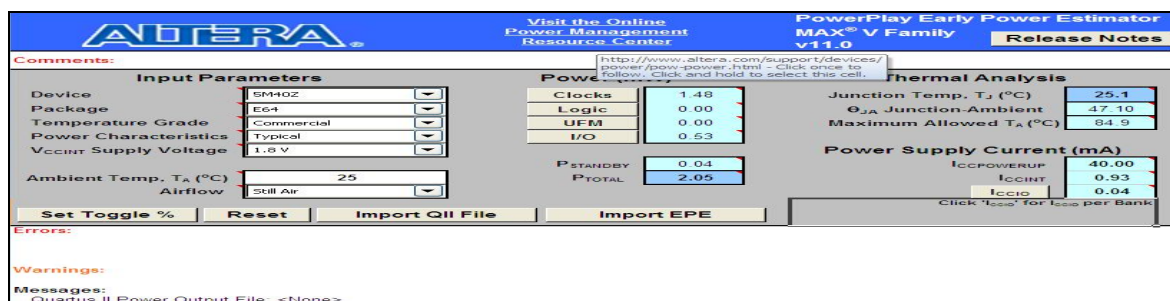 ALTERA®
Visit the Online
Power Management
Resource Center
PowerPlay Early Power Estimator
MAX® V Family
v11.0
Release Notes
Comments:
http://www.altera.com/support/devices/
power/pow-power.html - Click once to
follow. Click and hold to select this cell.
Input Parameters
Device 5M40Z
Package E64
Temperature Grade Commercial
Power Characteristics Typical
VCCINT Supply Voltage 1.8 V
Ambient Temp, TA (°C) 25
Airflow Still Air
Clocks 1.48
Logic 0.00
UFM 0.00
I/O 0.53
PSTANDBY 0.04
PTOTAL 2.05
Thermal Analysis
Junction Temp, TJ (°C) 25.1
ΘJA Junction-Ambient 47.10
Maximum Allowed TA (°C) 84.9
Power Supply Current (mA)
ICCPOWERUP 40.00
ICCINT 0.93
ICCIO 0.04
Click 'ICCIO' for ICCIO per Bank
Set Toggle %
Reset
Import QII File
Import EPE
Errors:
Warnings:
Messages:
Quartus II Power Output File: <None>